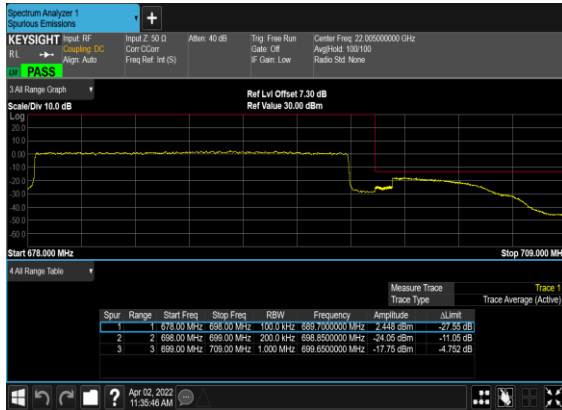 Spectrum Analyzer 1
Spurious Emissions
+
KEYSIGHT Input: RF Input Z: 50 Ω Atten: 40 dB Trig: Free Run Center Freq: 22.005000000 GHz
R L Coupling: DC Corr CCorr Gate: Off Avg|Hold: 100/100
Align: Auto Freq Ref: Int (S) IF Gain: Low Radio Std: None
PASS
3 All Range Graph
Ref Lvl Offset 7.30 dB
Scale/Div 10.0 dB Ref Value 30.00 dBm
Log
20.0
10.0
0.00
-10.0
-20.0
-30.0
-40.0
-50.0
-60.0
Start 678.000 MHz Stop 709.000 MHz
4 All Range Table
Measure Trace Trace 1
Trace Type Trace Average (Active)
Spur Range Start Freq Stop Freq RBW Frequency Amplitude ΔLimit
1 1 678.00 MHz 698.00 MHz 100.0 kHz 689.7000000 MHz 2.448 dBm -27.55 dB
2 2 698.00 MHz 699.00 MHz 200.0 kHz 698.8500000 MHz -24.05 dBm -11.05 dB
3 3 699.00 MHz 709.00 MHz 1.000 MHz 699.6500000 MHz -17.75 dBm -4.752 dB
? Apr 02, 2022
11:35:46 AM